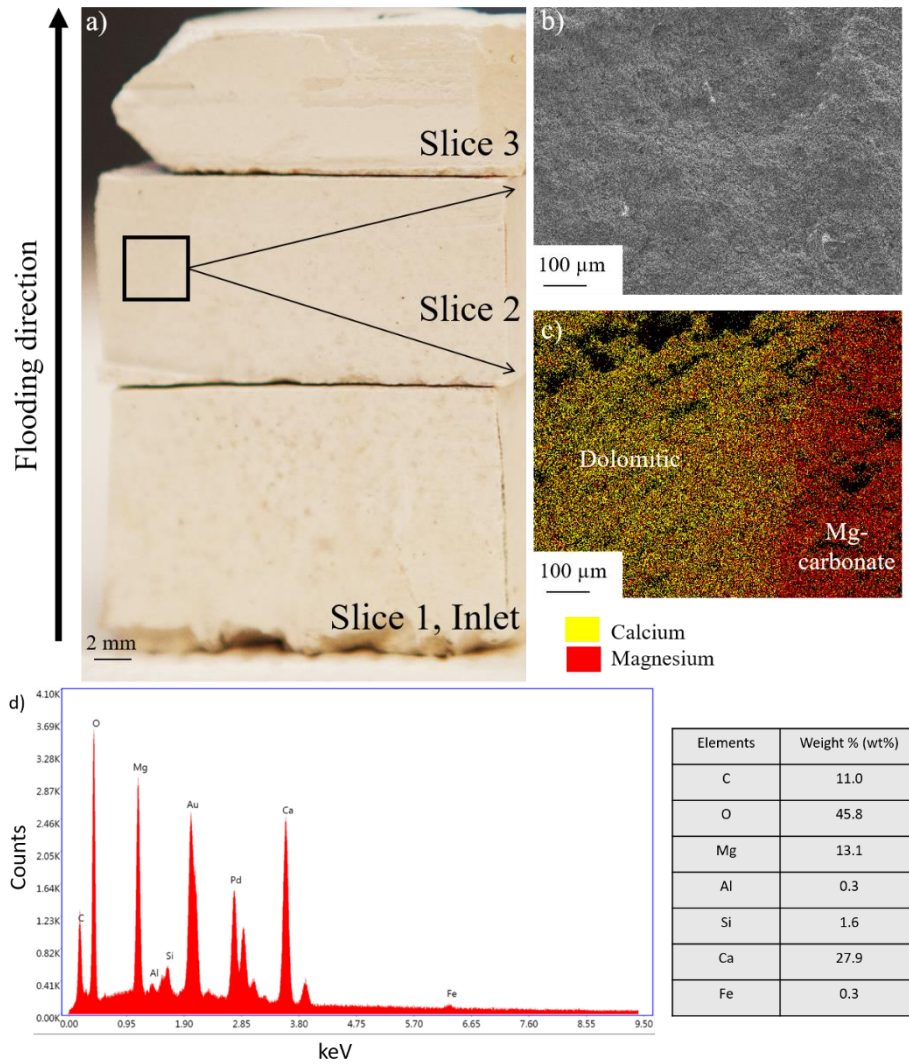 a)
Flooding direction
Slice 3
Slice 2
Slice 1, Inlet
2 mm
b)
100 µm
c)
Dolomitic
Mg-
carbonate
100 µm
Calcium
Magnesium
d)
Counts
4.10K
3.69K
3.28K
2.87K
2.46K
2.05K
1.64K
1.23K
0.82K
0.41K
0.00K
C
O
Mg
Al
Si
Au
Pd
Ca
Fe
0.00 0.95 1.90 2.85 3.80 4.75 5.70 6.65 7.60 8.55 9.50
keV
Elements Weight % (wt%)
C 11.0
O 45.8
Mg 13.1
Al 0.3
Si 1.6
Ca 27.9
Fe 0.3